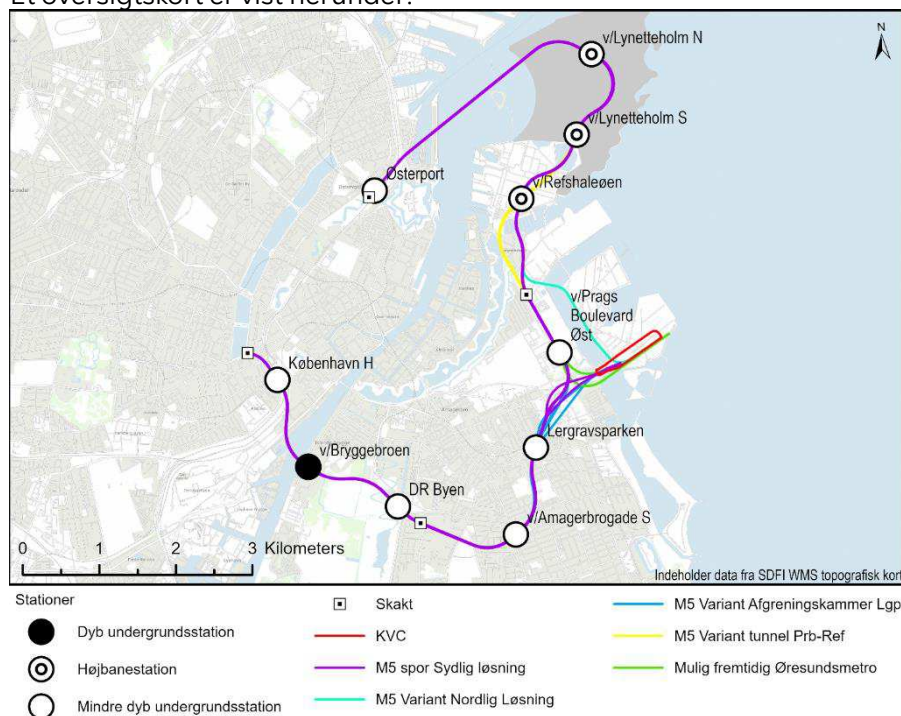 Et oversigtskort er vist herunder:
v/Lynetteholm N
N
v/Lynetteholm S
Østerport
v/Refshaleøen
v/Prags
Boulevard
Øst
København H
Lergravsparken
v/Bryggebroen
DR Byen
v/Amagerbrogade S
0 1 2 3 Kilometers
Indeholder data fra SDFI WMS topografisk kort
Stationer
Dyb undergrundsstation
Højbanestation
Mindre dyb undergrundsstation
Skakt
KVC
M5 spor Sydlig løsning
M5 Variant Nordlig Løsning
M5 Variant Afgreningskammer Lgp
M5 Variant tunnel Prb-Ref
Mulig fremtidig Øresundsmetro